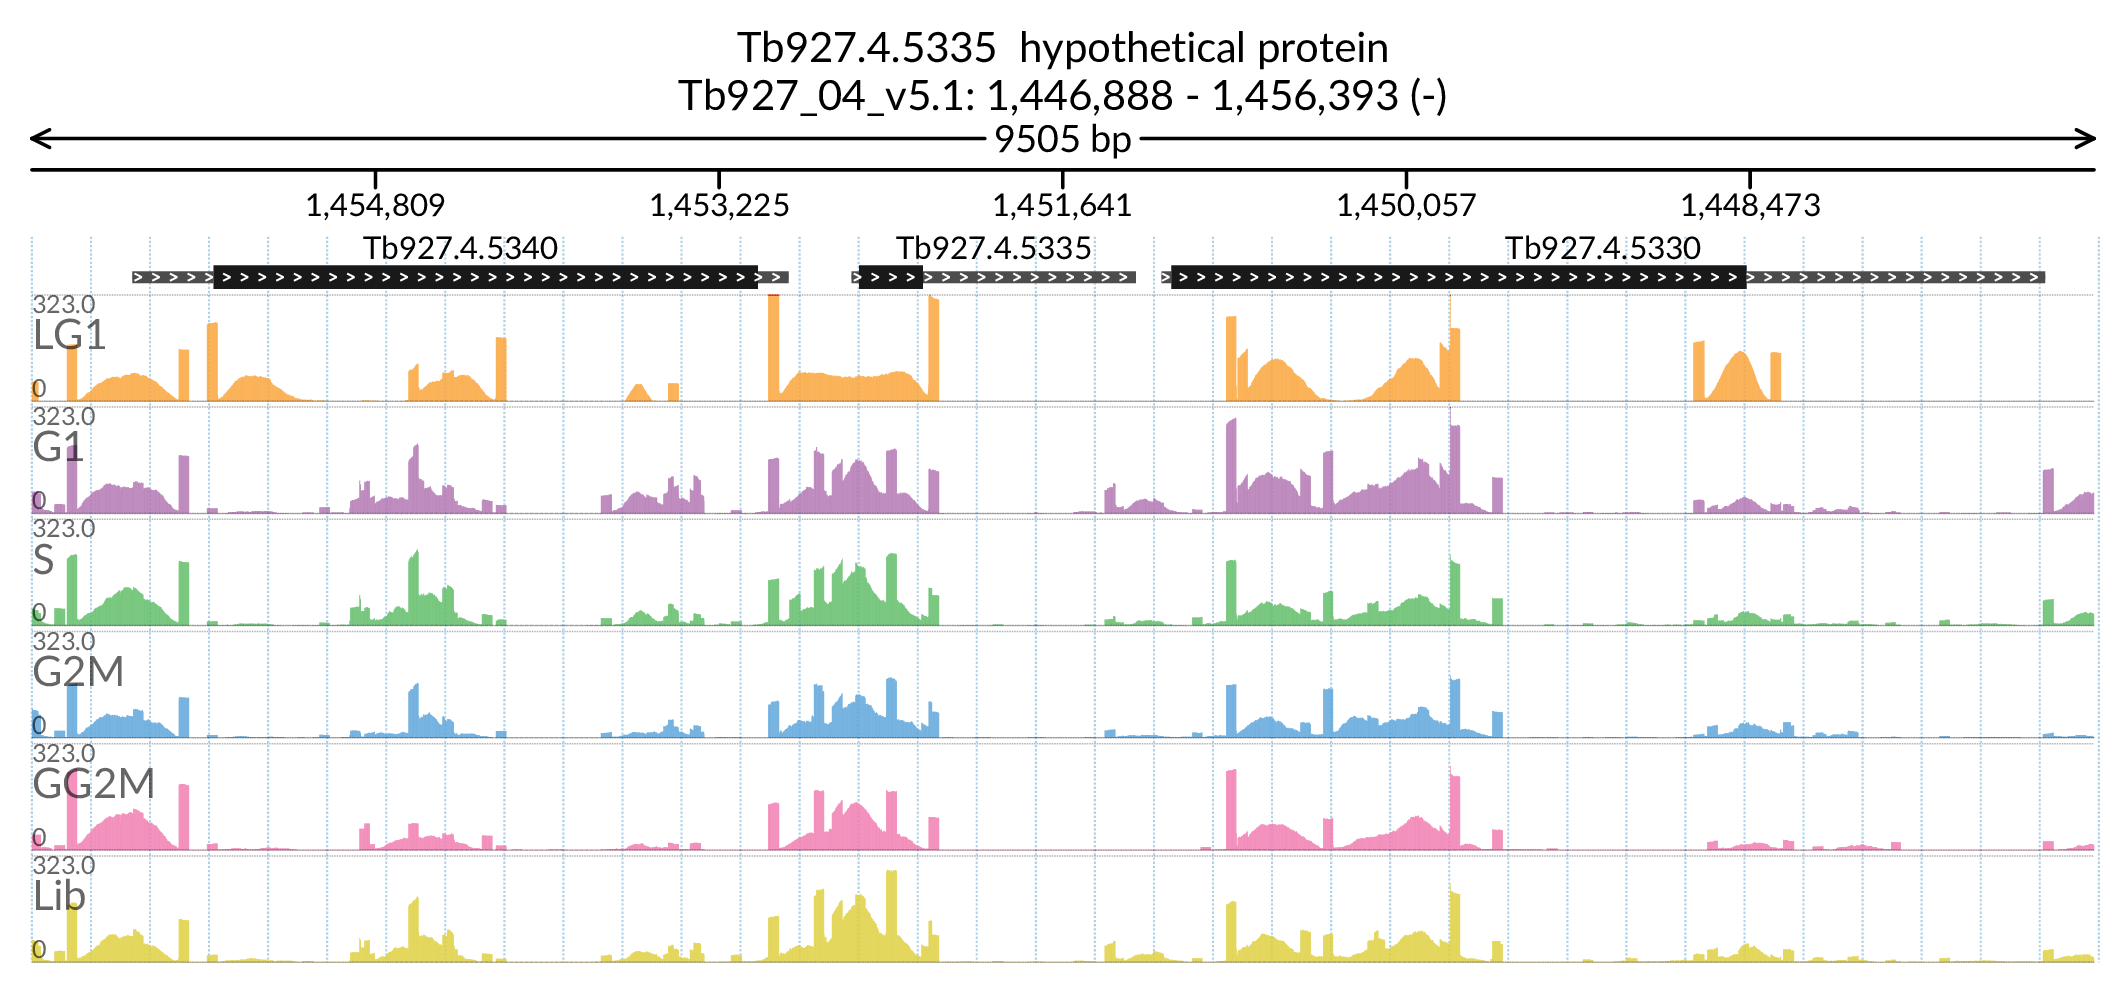 Tb927.4.5335  hypothetical protein
Tb927_04_v5.1: 1,446,888 - 1,456,393 (-)
9505 bp
1,454,809 1,453,225 1,451,641 1,450,057 1,448,473
Tb927.4.5340 Tb927.4.5335 Tb927.4.5330
323.0
LG1
0
323.0
G1
0
323.0
S
0
323.0
G2M
0
323.0
GG2M
0
323.0
Lib
0